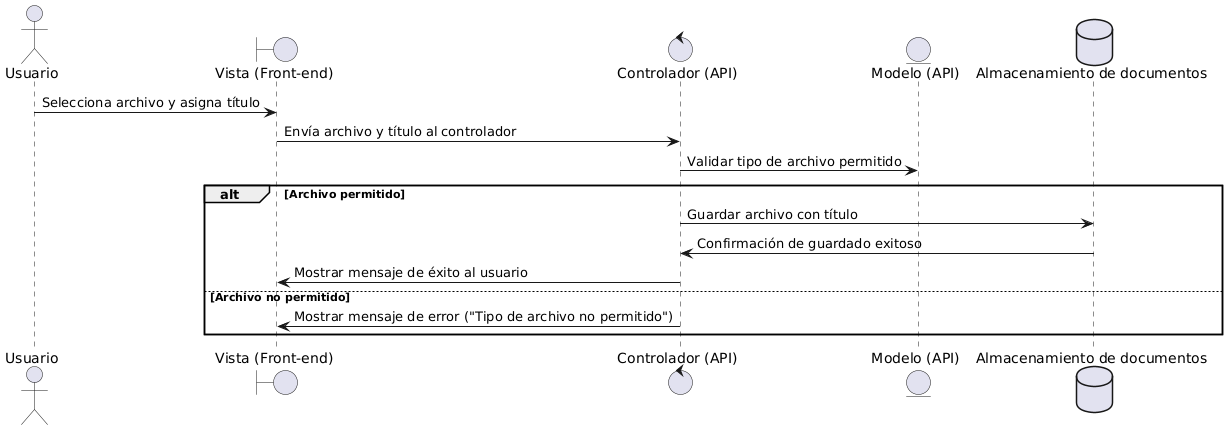 Usuario
Vista (Front-end)
Controlador (API)
Modelo (API)
Almacenamiento de documentos
Selecciona archivo y asigna título
Envía archivo y título al controlador
Validar tipo de archivo permitido
alt
[Archivo permitido]
Guardar archivo con título
Confirmación de guardado exitoso
Mostrar mensaje de éxito al usuario
[Archivo no permitido]
Mostrar mensaje de error ("Tipo de archivo no permitido")
Usuario
Vista (Front-end)
Controlador (API)
Modelo (API)
Almacenamiento de documentos